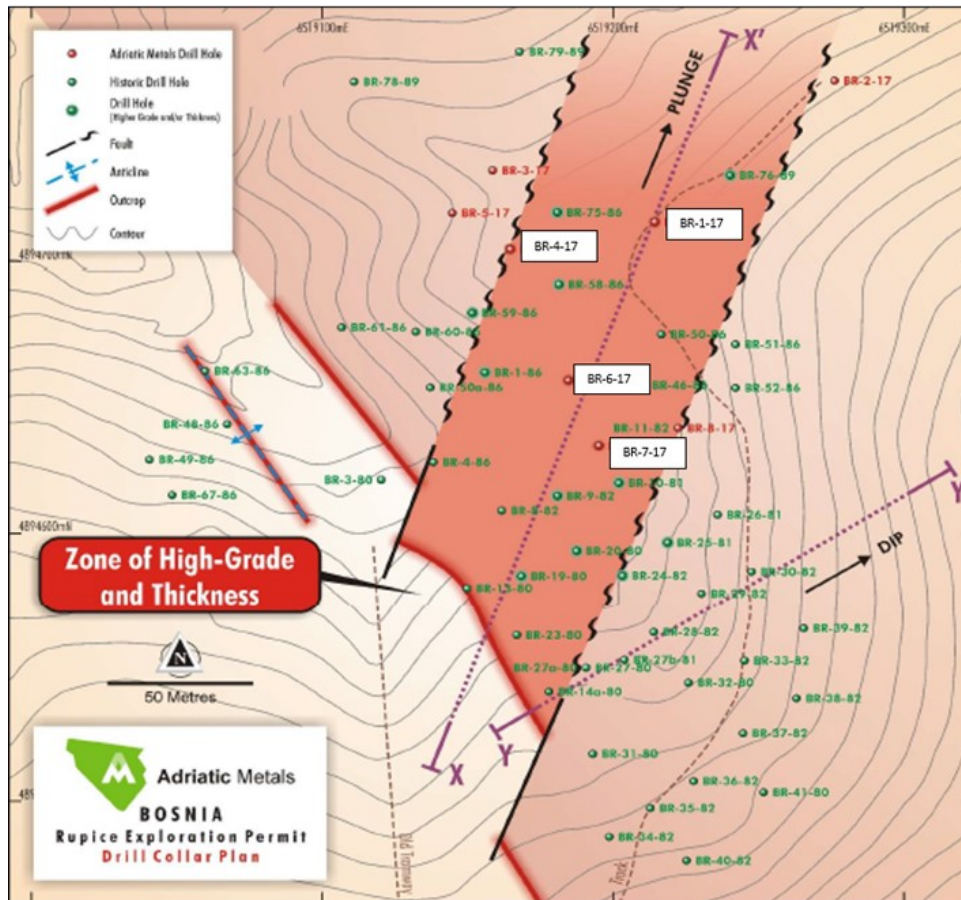 6519100mE
6519200mE
6519300mE
Adriatic Metals Drill Hole
Historic Drill Hole
Drill Hole
(Higher Grade and/or Thickness)
Fault
Anticline
Outcrop
Contour
X'
PLUNGE
BR-79-89
BR-78-89
BR-2-17
BR-3-17
BR-76-89
BR-5-17
BR-75-86
BR-1-17
BR-4-17
4894700mN
BR-58-86
BR-59-86
BR-61-86
BR-60-86
BR-51-86
BR-63-86
BR-1-86
BR-6-17
BR-50a-86
BR-52-86
BR-48-86
BR-11-82
BR-8-17
BR-7-17
BR-49-86
BR-4-86
BR-3-80
BR-67-86
BR-9-82
BR-8-82
BR-26-81
4894600mN
BR-25-81
DIP
Zone of High-Grade
and Thickness
BR-20-80
BR-19-80
BR-24-82
BR-30-82
BR-29-82
BR-13-80
BR-39-82
BR-23-80
BR-28-82
BR-27a-80
BR-27-80
BR-27b-81
BR-33-82
BR-32-80
BR-14a-80
BR-38-82
N
50 Metres
X
Y
BR-37-82
BR-31-80
BR-36-82
BR-41-80
BR-35-82
BR-34-82
BR-40-82
Old Tramway
Track
Adriatic Metals
BOSNIA
Rupice Exploration Permit
Drill Collar Plan